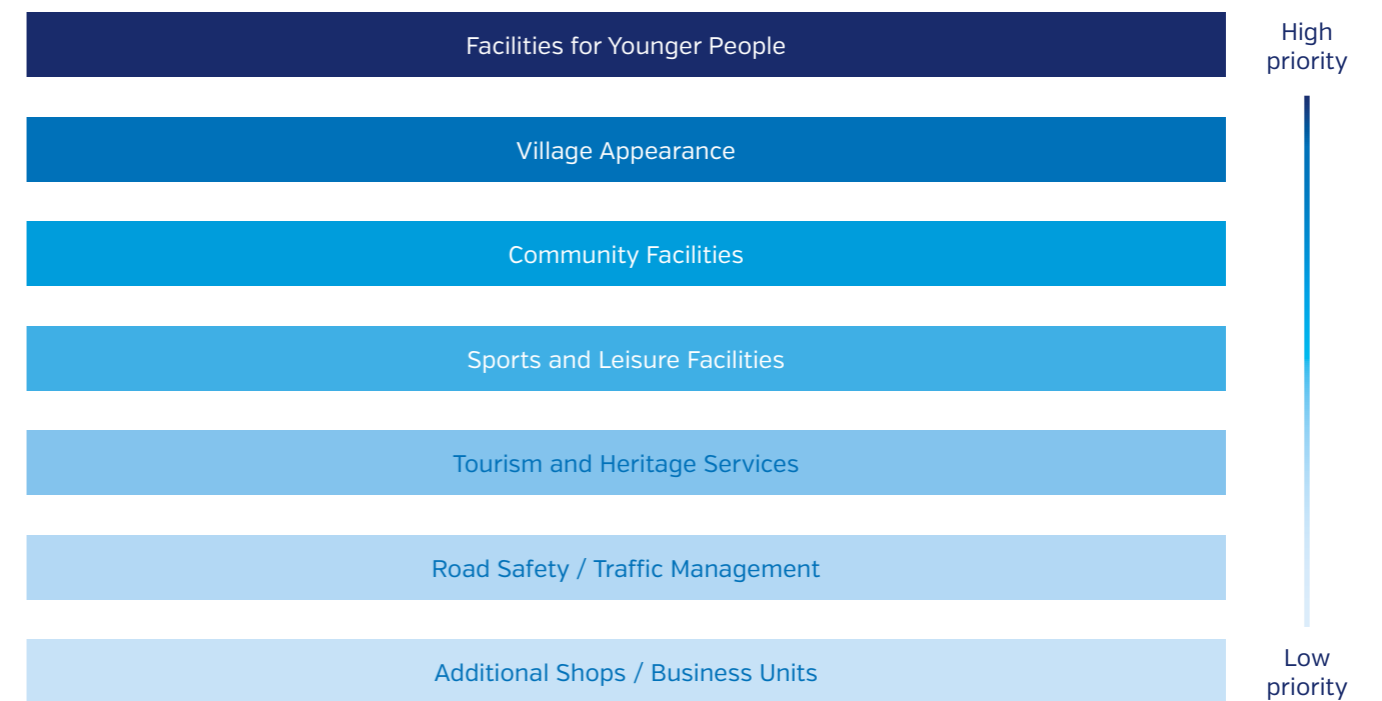 Facilities for Younger People
High
priority
Village Appearance
Community Facilities
Sports and Leisure Facilities
Tourism and Heritage Services
Road Safety / Traffic Management
Additional Shops / Business Units
Low
priority